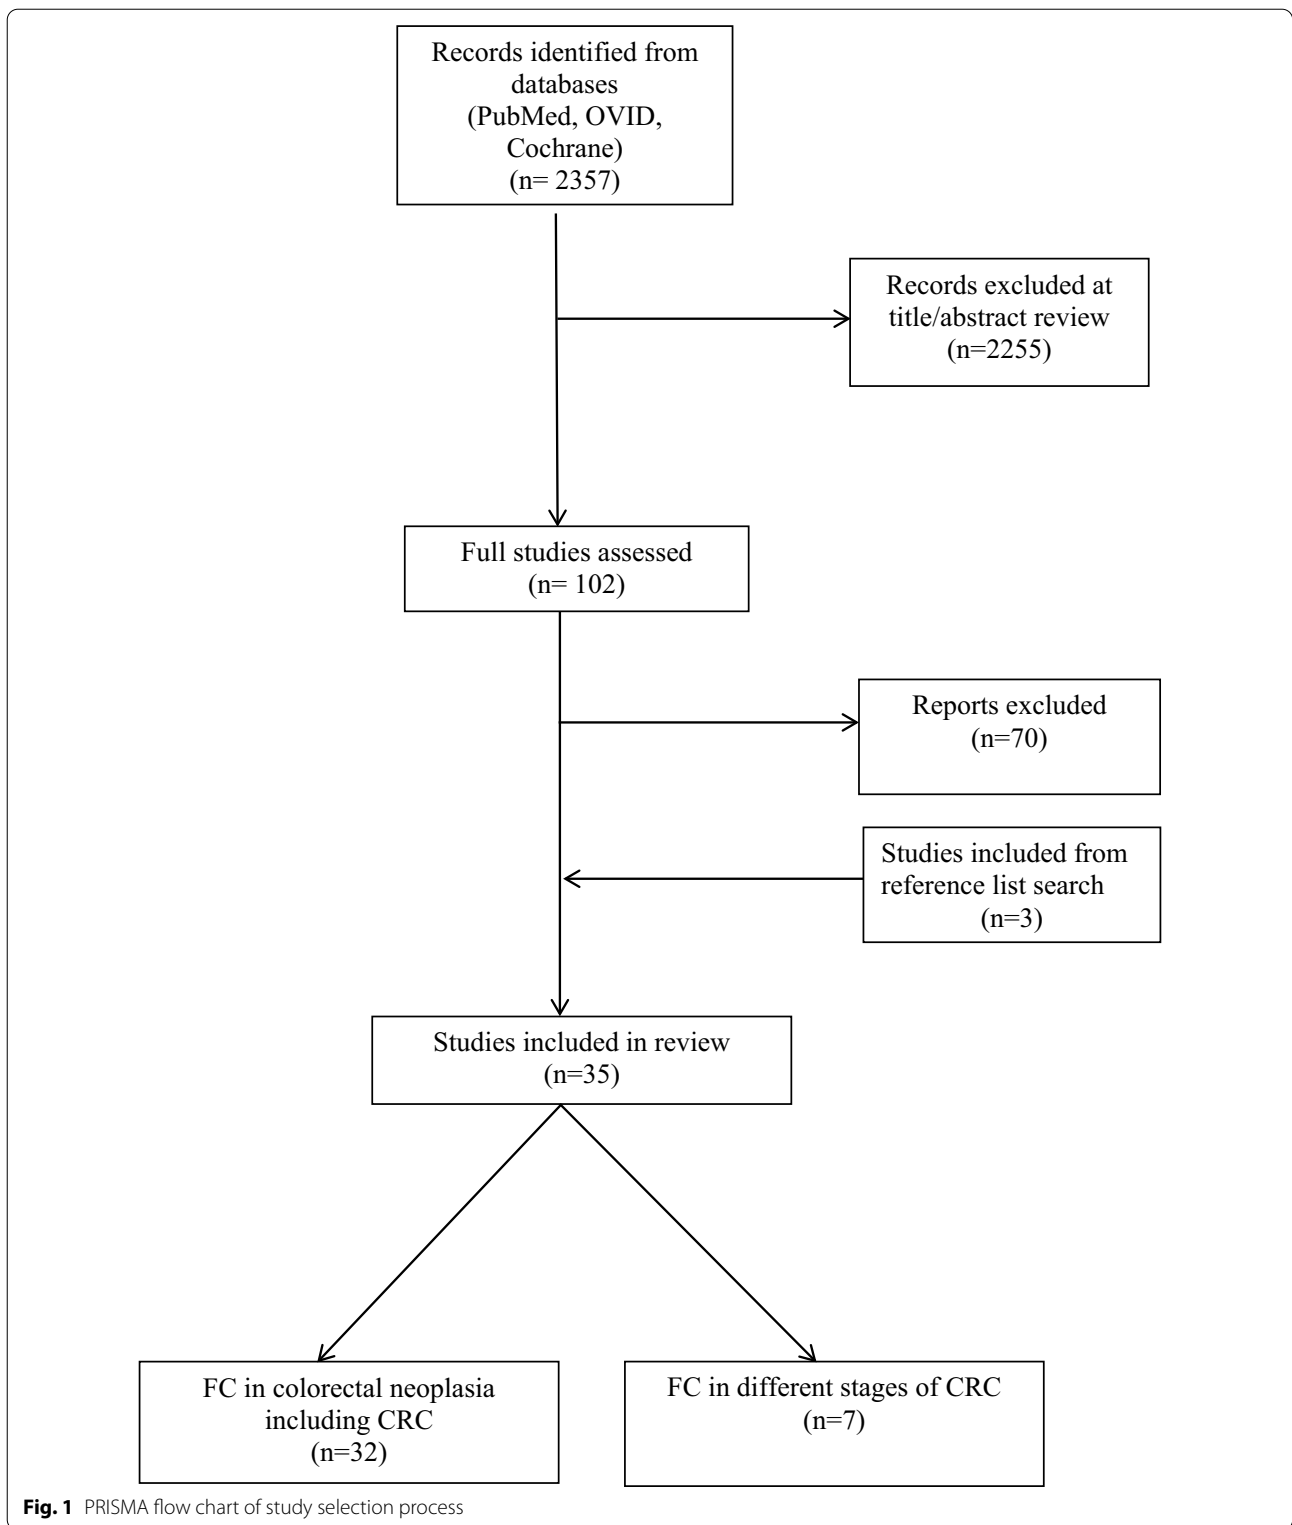 Records identified from
databases
(PubMed, OVID,
Cochrane)
(n= 2357)
Records excluded at
title/abstract review
(n=2255)
Full studies assessed
(n= 102)
Reports excluded
(n=70)
Studies included from
reference list search
(n=3)
Studies included in review
(n=35)
FC in colorectal neoplasia
including CRC
(n=32)
FC in different stages of CRC
(n=7)
Fig. 1 PRISMA flow chart of study selection process